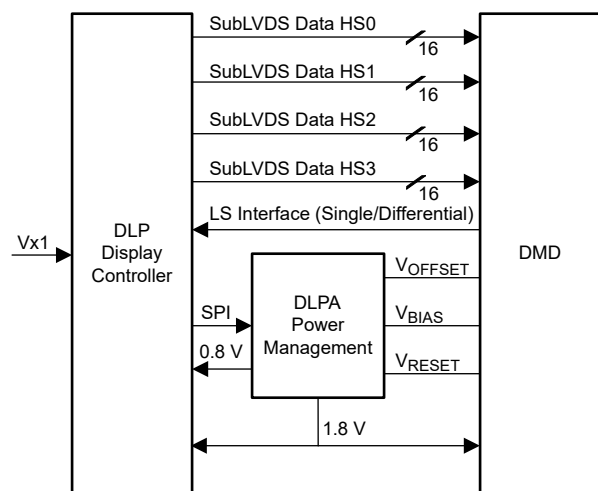 SubLVDS Data HS0
16
SubLVDS Data HS1
16
SubLVDS Data HS2
16
SubLVDS Data HS3
16
LS Interface (Single/Differential)
Vx1
DLP
Display
Controller
DMD
SPI
0.8 V
DLPA
Power
Management
VOFFSET
VBIAS
VRESET
1.8 V